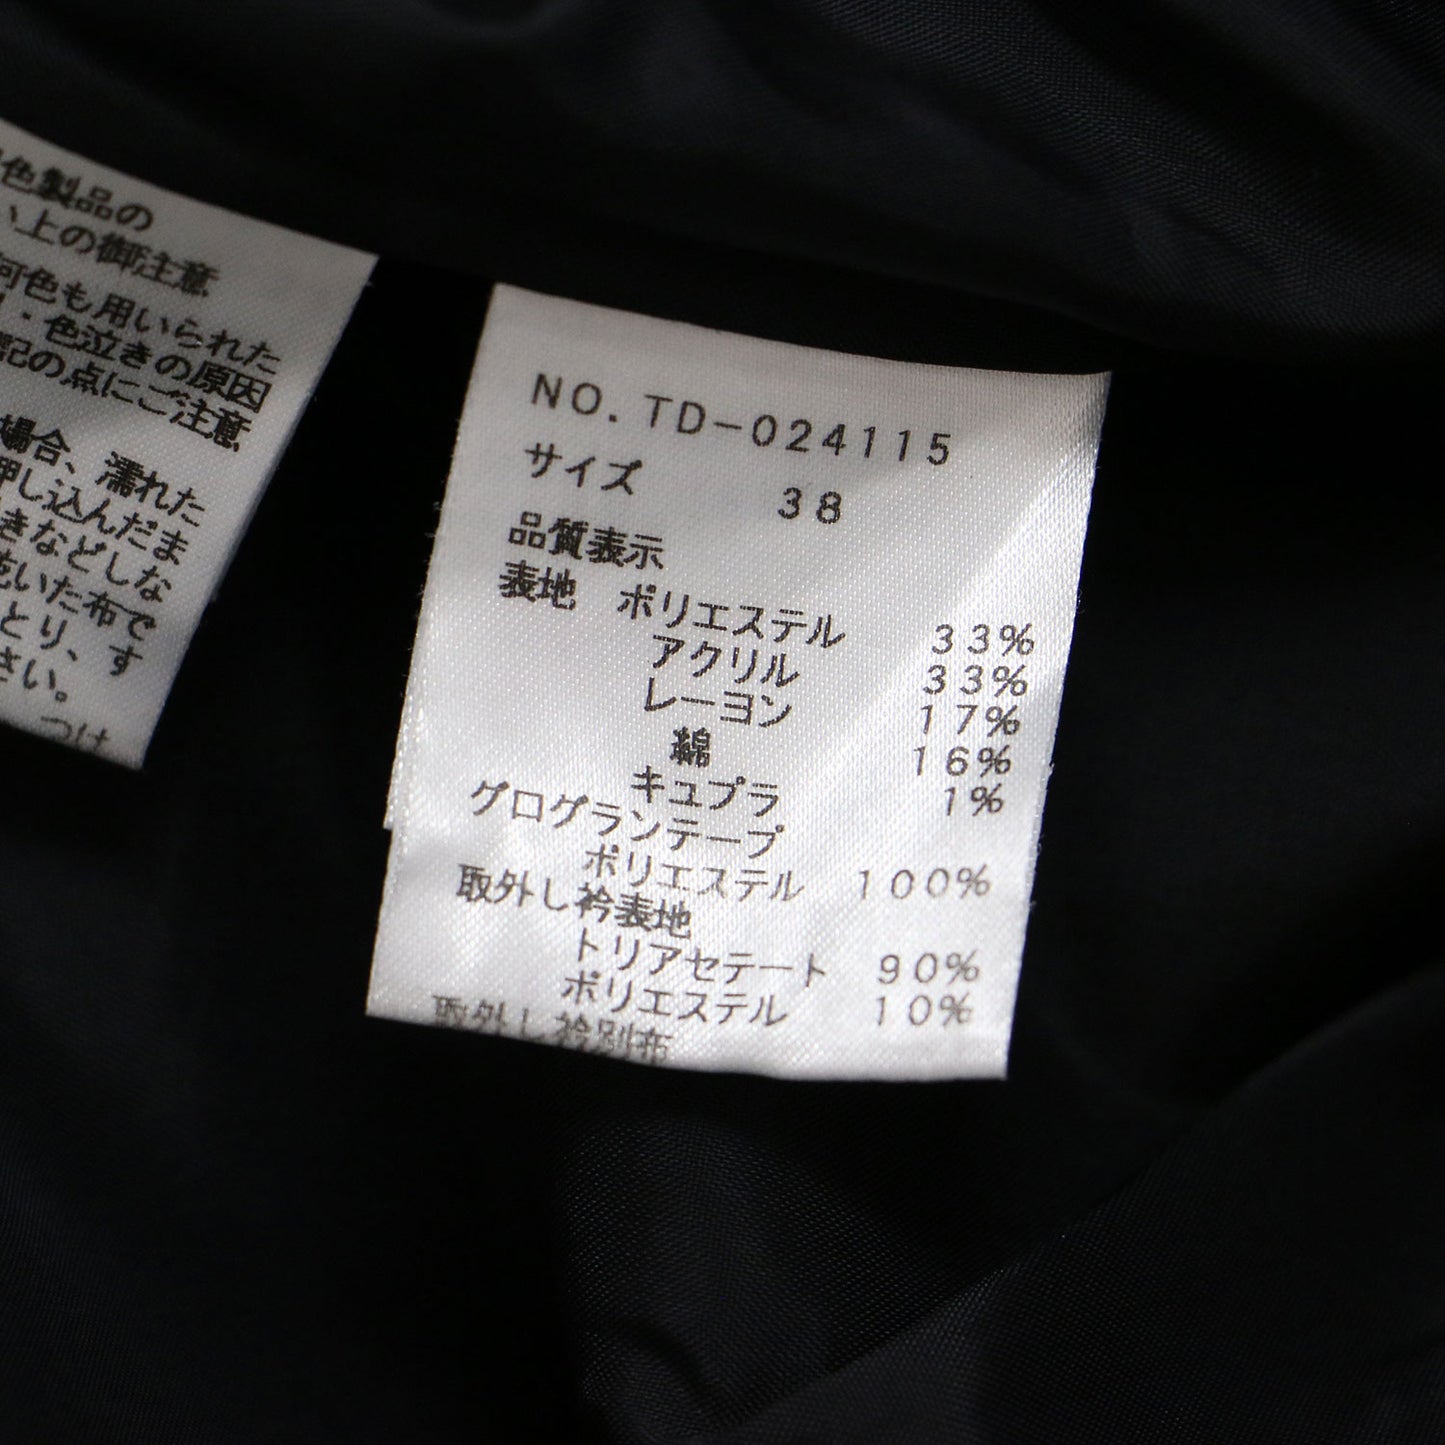 色製品の
い上の御注意
何色も用いられた
・色泣きの原因
記の点にご注意
場合、濡れた
押し込んだま
きなどしな
乾いた布で
とり、す
さい。
つけ
NO.TD-024115
サイズ 38
品質表示
表地 ポリエステル 33%
アクリル 33%
レーヨン 17%
綿 16%
キュプラ 1%
グログランテープ
ポリエステル 100%
取外し衿表地
トリアセテート 90%
ポリエステル 10%
取外し衿別布